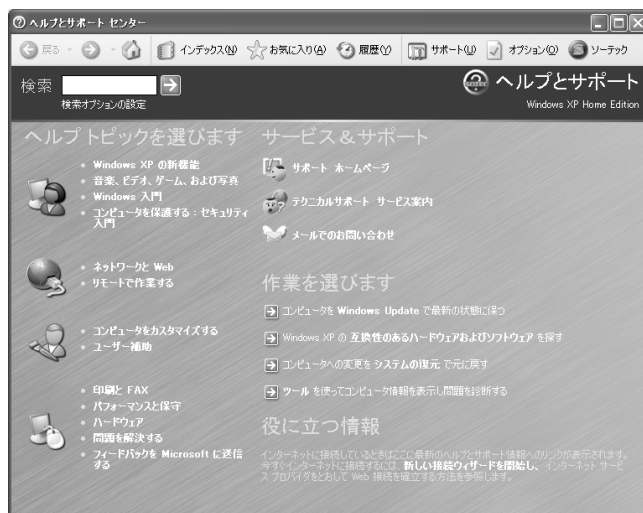 ヘルプとサポート センター
戻る
インデックス(N)
お気に入り(A)
履歴(Y)
サポート(U)
オプション(O)
ソーテック
検索
検索オプションの設定
ヘルプとサポート
Windows XP Home Edition
ヘルプ トピックを選びます
Windows XP の新機能
音楽、ビデオ、ゲーム、および写真
Windows 入門
コンピュータを保護する : セキュリティ
入門
ネットワークと Web
リモートで作業する
コンピュータをカスタマイズする
ユーザー補助
印刷と FAX
パフォーマンスと保守
ハードウェア
問題を解決する
フィードバックを Microsoft に送信
する
サービス＆サポート
サポート ホームページ
テクニカルサポート サービス案内
メールでのお問い合わせ
作業を選びます
コンピュータを Windows Update で最新の状態に保つ
Windows XP の 互換性のあるハードウェアおよびソフトウェア を探す
コンピュータへの変更を システムの復元 で元に戻す
ツール を使ってコンピュータ情報を表示し問題を診断する
役に立つ情報
インターネットに接続しているときはここに最新のヘルプとサポート情報へのリンクが表示されます。
今すぐインターネットに接続するには、新しい接続ウィザードを開始し、インターネット サービ
ス プロバイダをとおして Web 接続を確立する方法を参照します。